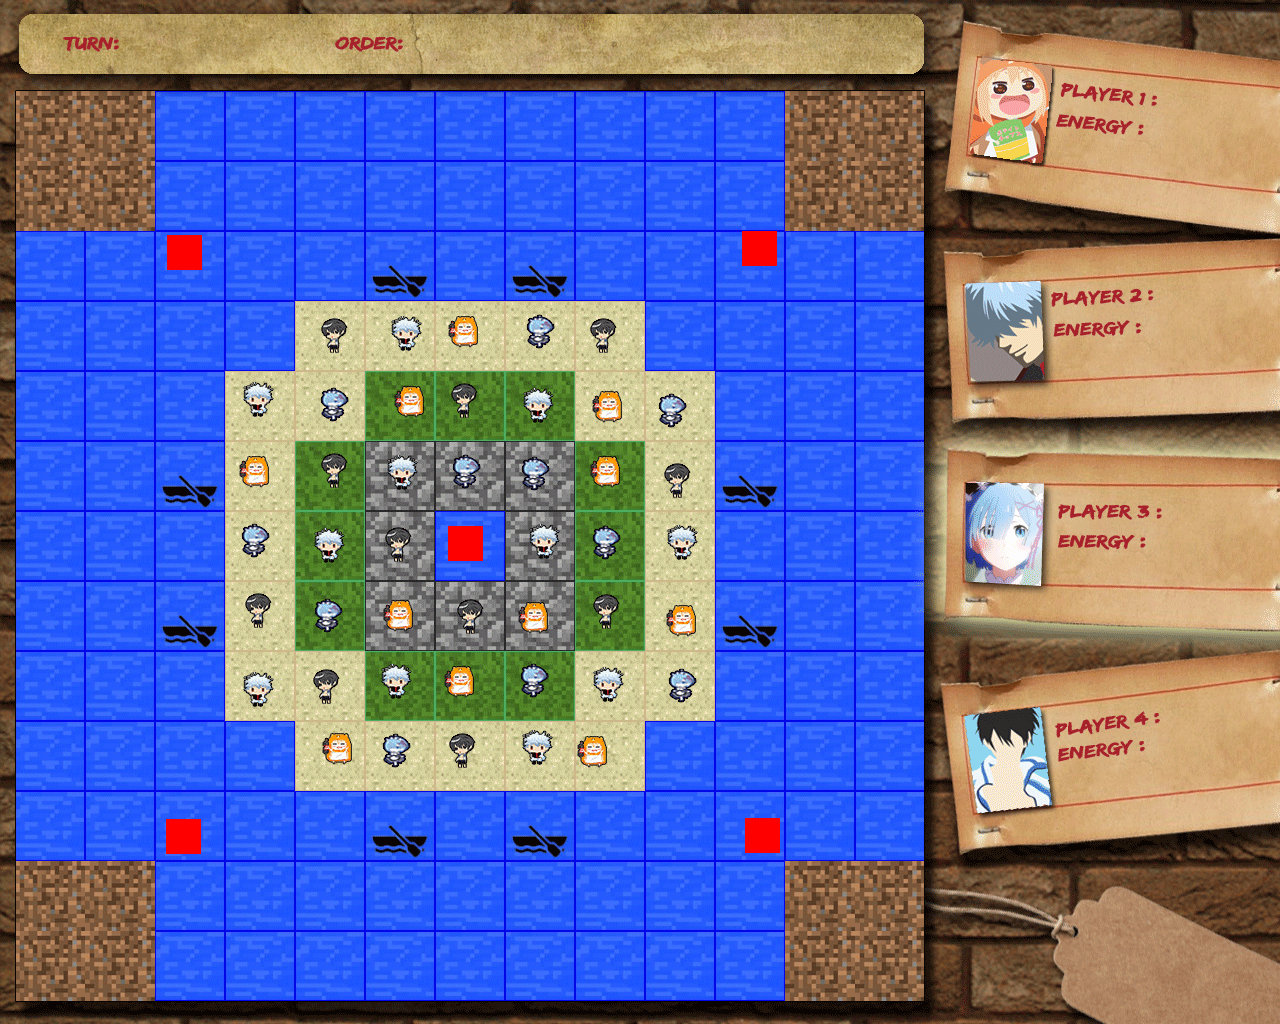 TURN:
ORDER:
PLAYER 1 :
ENERGY :
PLAYER 2 :
ENERGY :
PLAYER 3 :
ENERGY :
PLAYER 4 :
ENERGY :